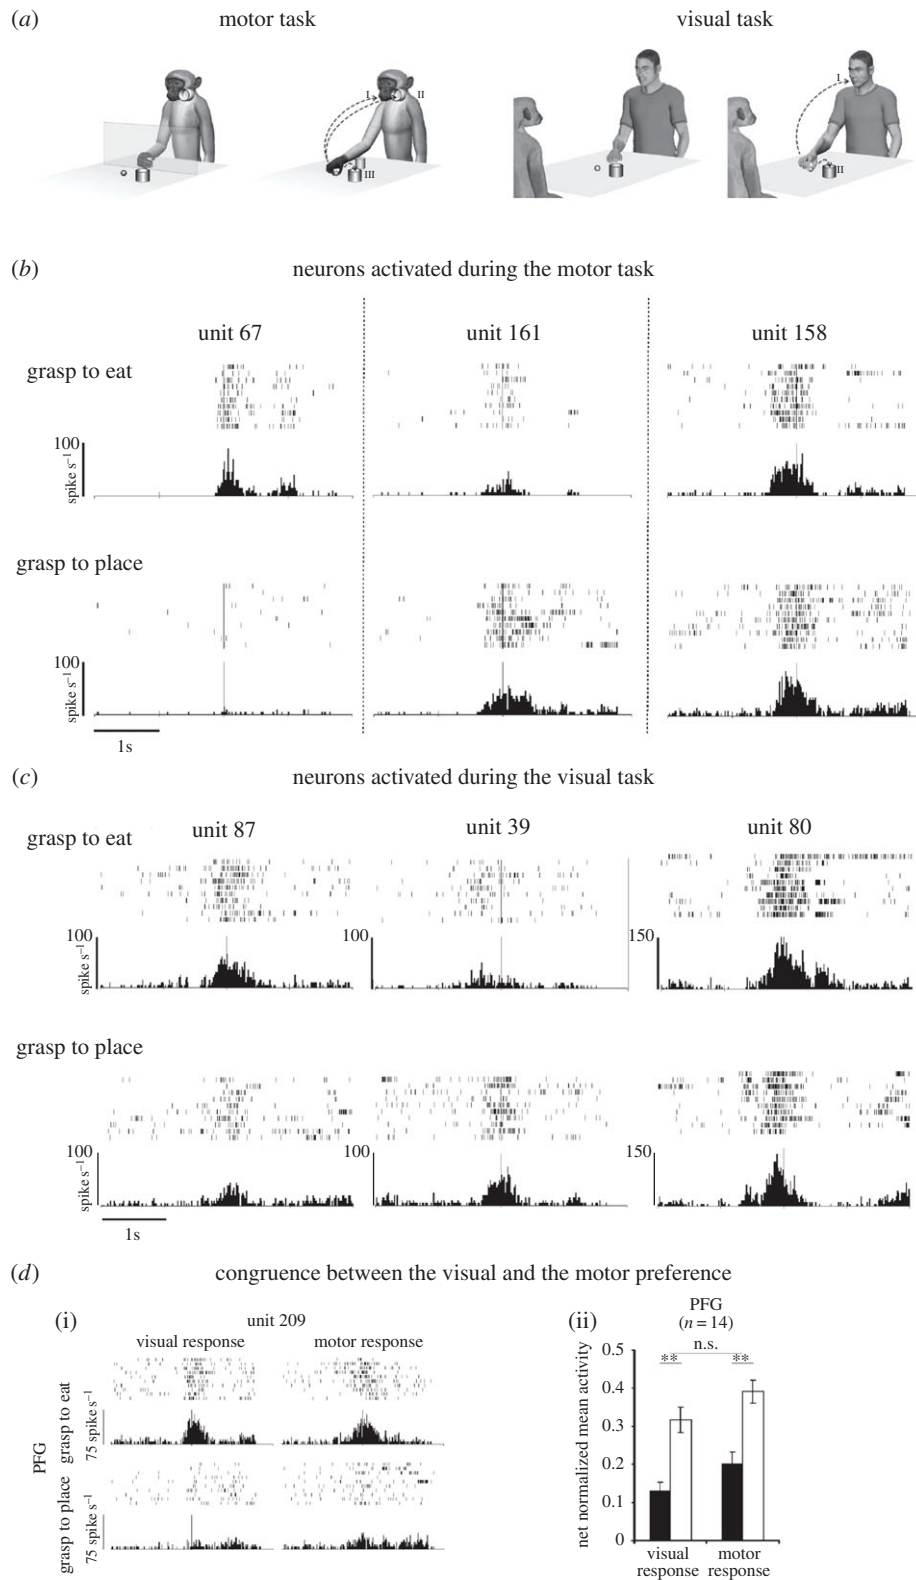 (a) motor task visual task
I II III
I II
(b) neurons activated during the motor task
unit 67 unit 161 unit 158
grasp to eat
100
spike s⁻¹
grasp to place
100
spike s⁻¹
1s
(c) neurons activated during the visual task
grasp to eat unit 87 unit 39 unit 80
100 100 150
spike s⁻¹
grasp to place
100 100 150
spike s⁻¹
1s
(d) congruence between the visual and the motor preference
(i) unit 209
visual response motor response
PFG
grasp to eat
75 spike s⁻¹
grasp to place
75 spike s⁻¹
(ii) PFG
(n = 14)
n.s.
** **
net normalized mean activity
0.5
0.4
0.3
0.2
0.1
0
visual response
motor response